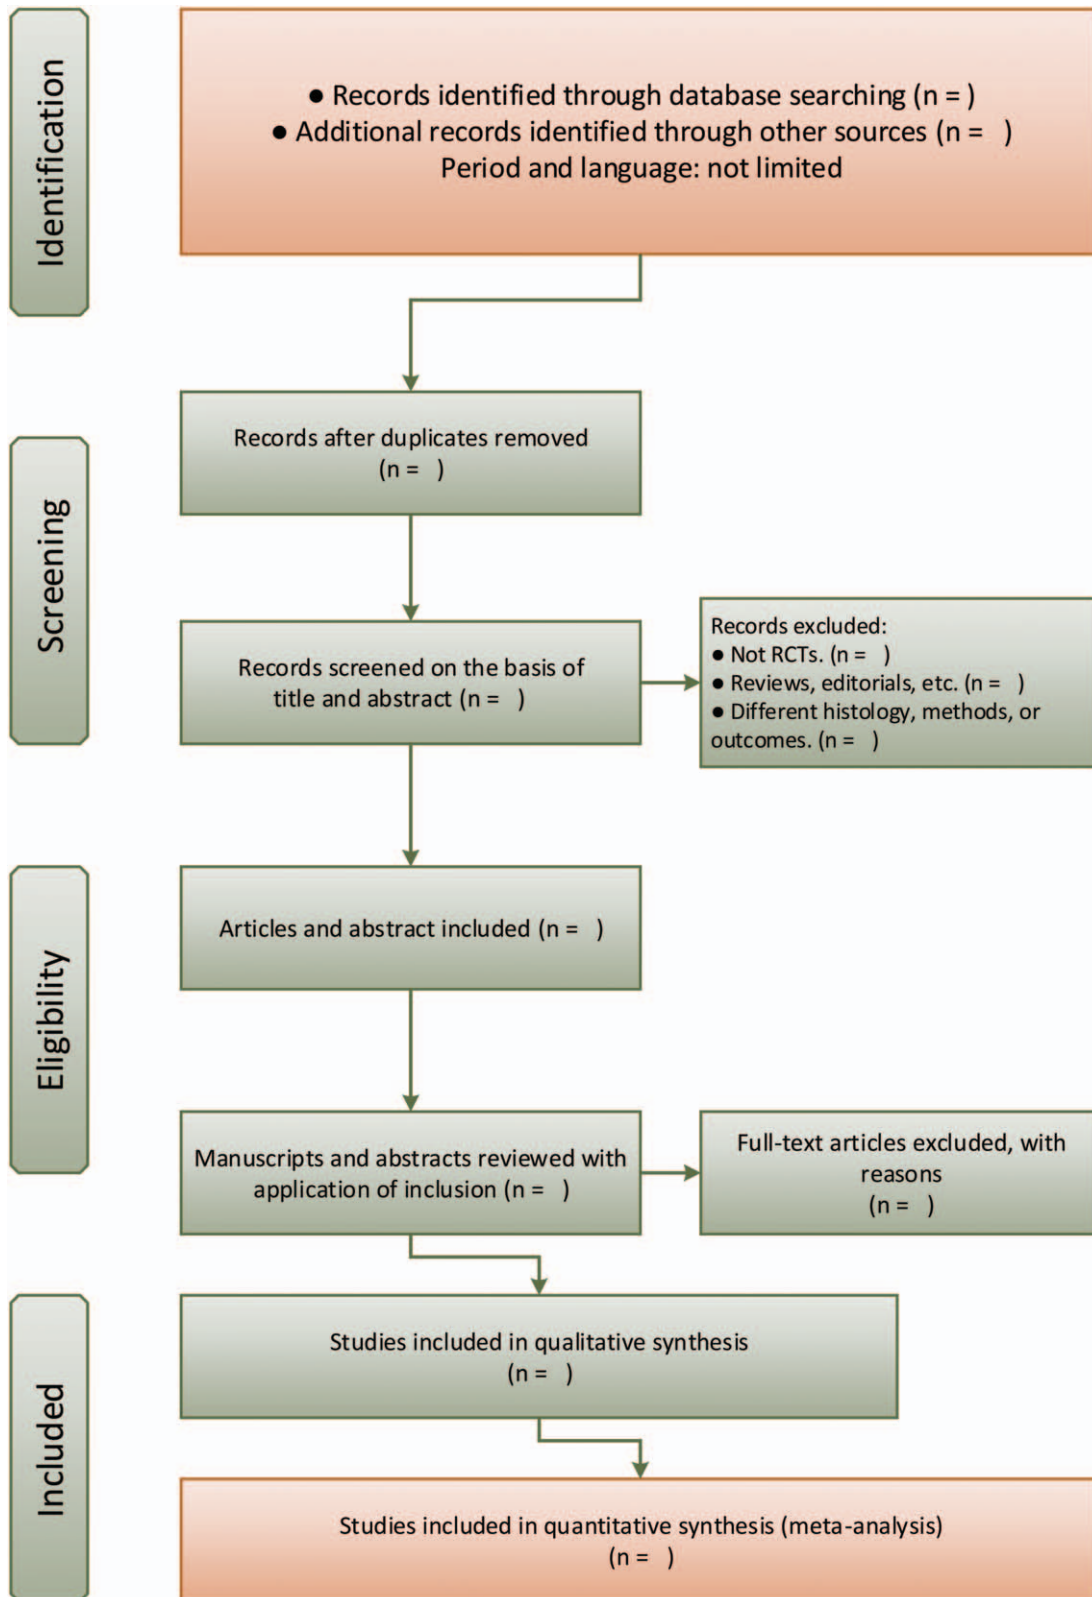 Identification
● Records identified through database searching (n = )
● Additional records identified through other sources (n =   )
Period and language: not limited
Screening
Records after duplicates removed
(n =   )
Records screened on the basis of
title and abstract (n =   )
Records excluded:
● Not RCTs. (n =   )
● Reviews, editorials, etc. (n =   )
● Different histology, methods, or
outcomes. (n =   )
Eligibility
Articles and abstract included (n =   )
Manuscripts and abstracts reviewed with
application of inclusion (n =   )
Full-text articles excluded, with
reasons
(n =   )
Included
Studies included in qualitative synthesis
(n =   )
Studies included in quantitative synthesis (meta-analysis)
(n =   )